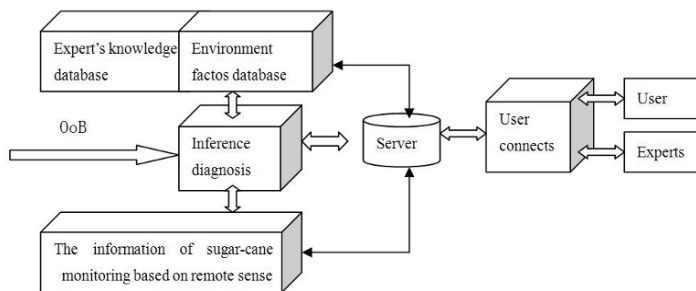 Expert's knowledge
database
Environment
factos database
OoB
Inference
diagnosis
Server
User
connects
User
Experts
The information of sugar-cane
monitoring based on remote sense